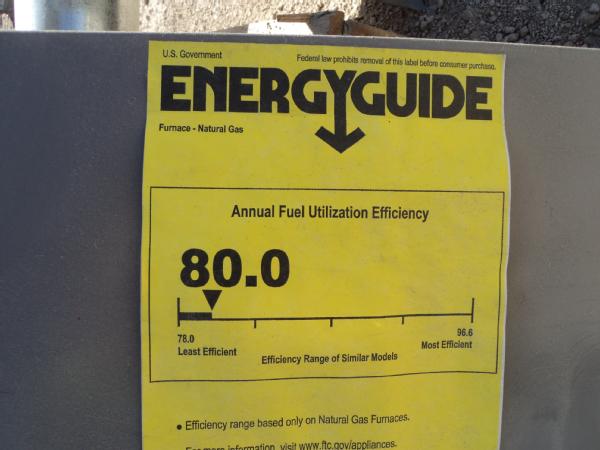 U.S. Government
Federal law prohibits removal of this label before consumer purchase.
ENERGYGUIDE
Furnace - Natural Gas
Annual Fuel Utilization Efficiency
80.0
78.0
96.6
Least Efficient
Most Efficient
Efficiency Range of Similar Models
• Efficiency range based only on Natural Gas Furnaces.
For more information, visit www.ftc.gov/appliances.